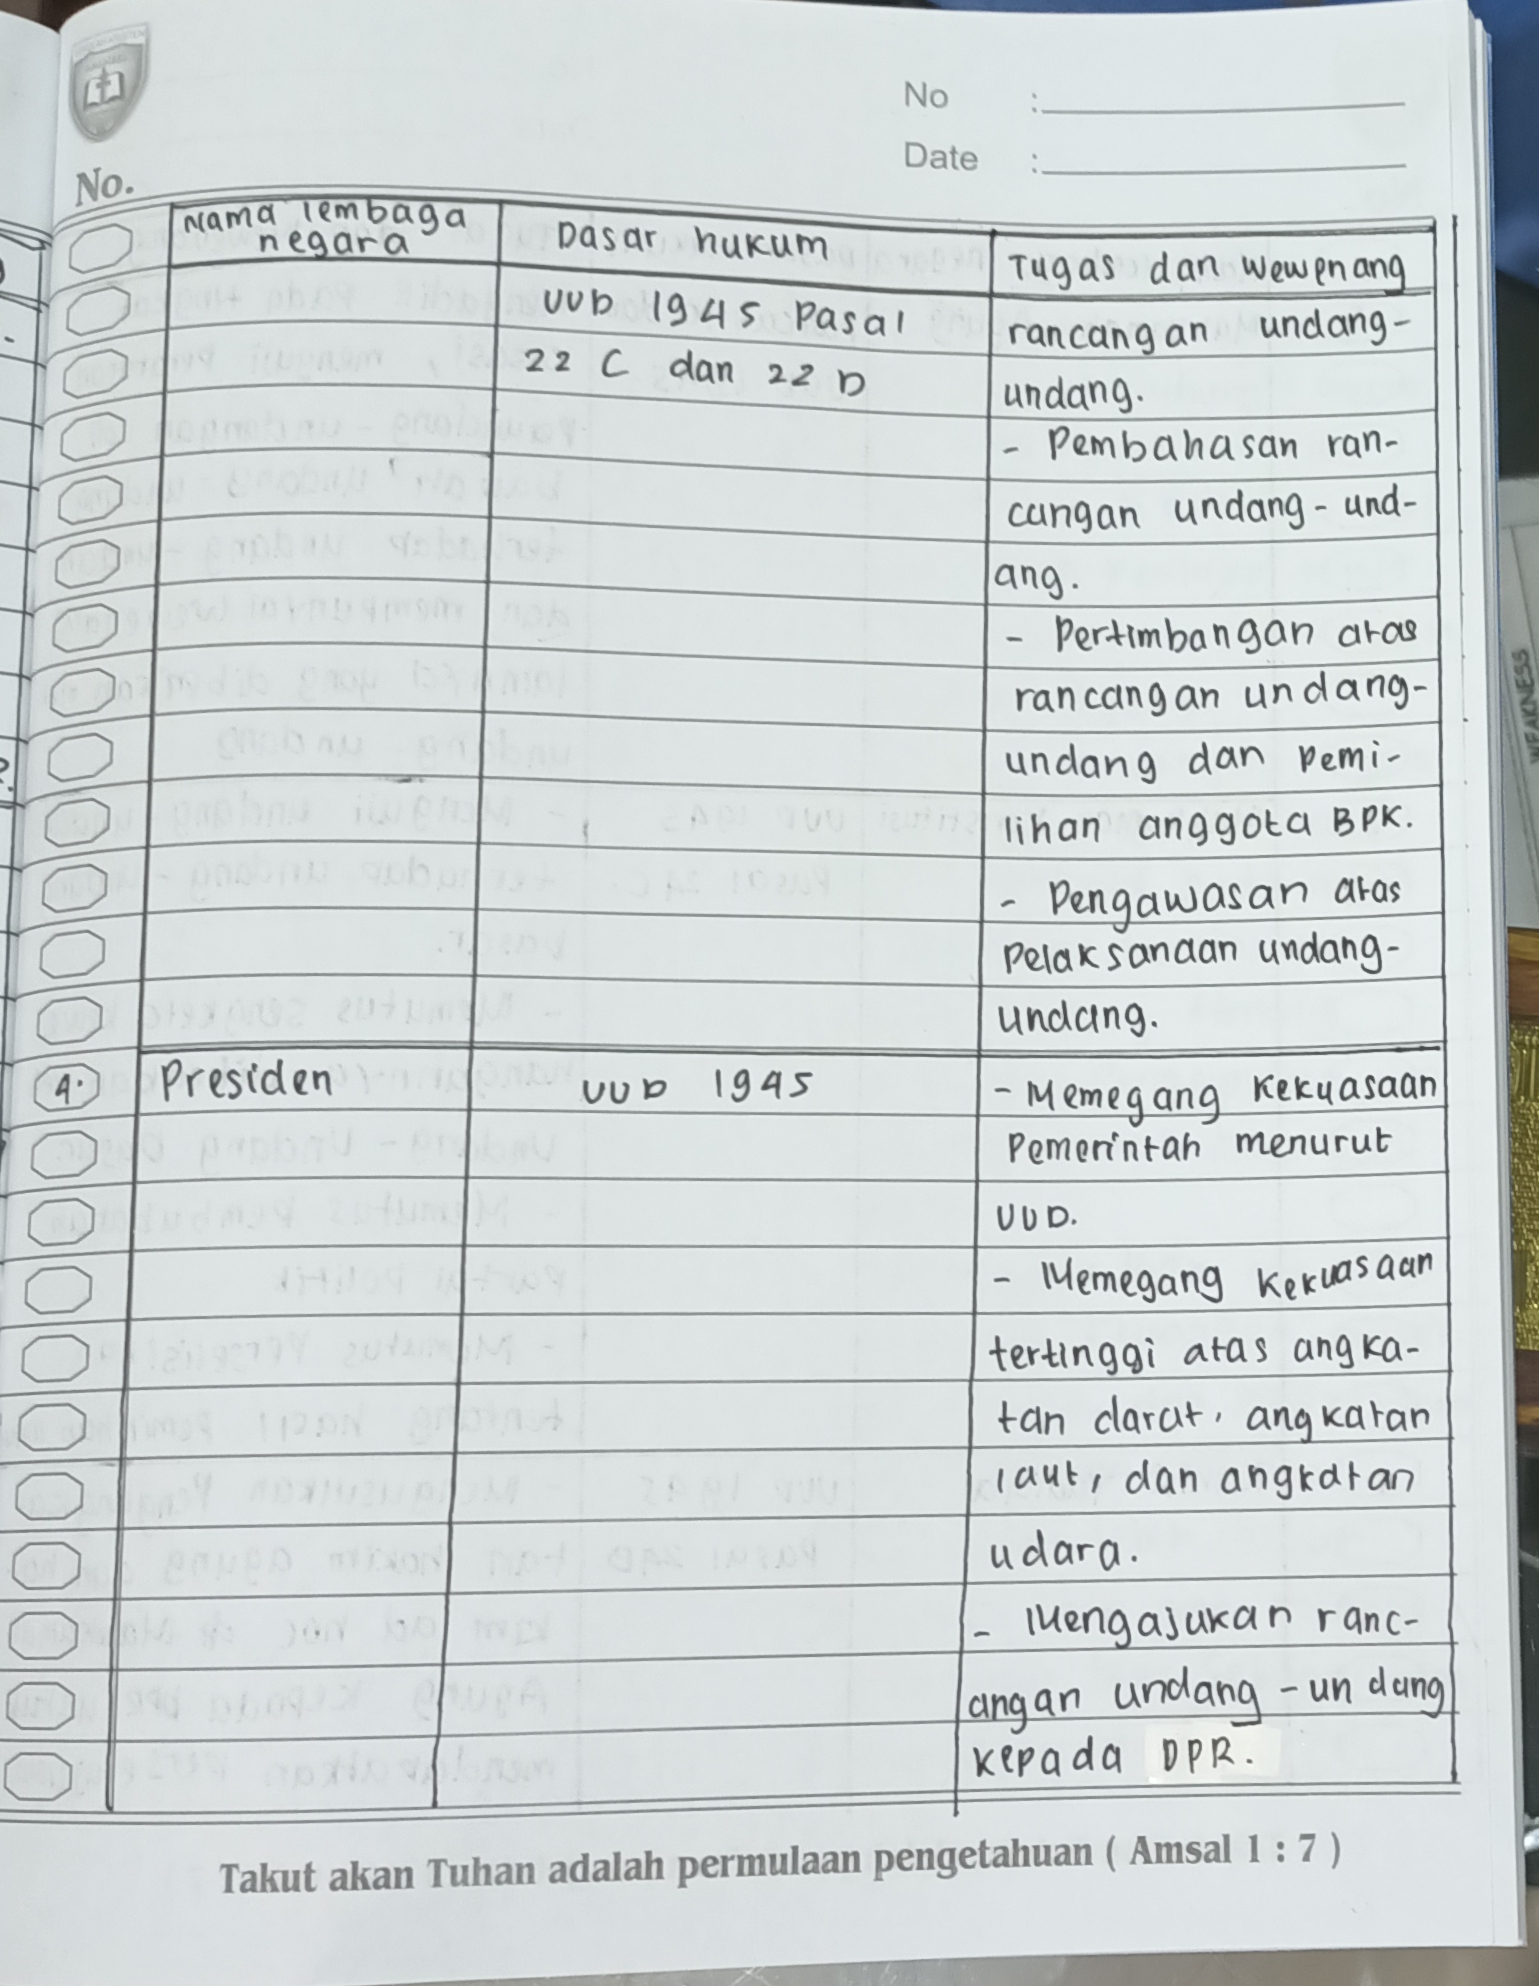 No :
Date :
No.
Nama lembaga negara Dasar hukum Tugas dan wewenang
UUD 1945 Pasal rancangan undang-
22 C dan 22 D undang.
- Pembahasan ran-
cangan undang-und-
ang.
- Pertimbangan atas
rancangan undang-
undang dan pemi-
lihan anggota BPK.
- Pengawasan atas
Pelaksanaan undang-
undang.
4. Presiden UUD 1945 - Memegang kekuasaan
Pemerintah menurut
UUD.
- Memegang kekuasaan
tertinggi atas angka-
tan darat, angkatan
laut, dan angkatan
udara.
- Mengajukan ranc-
angan undang-undang
kepada DPR.
Takut akan Tuhan adalah permulaan pengetahuan ( Amsal 1 : 7 )
WEAKNESS